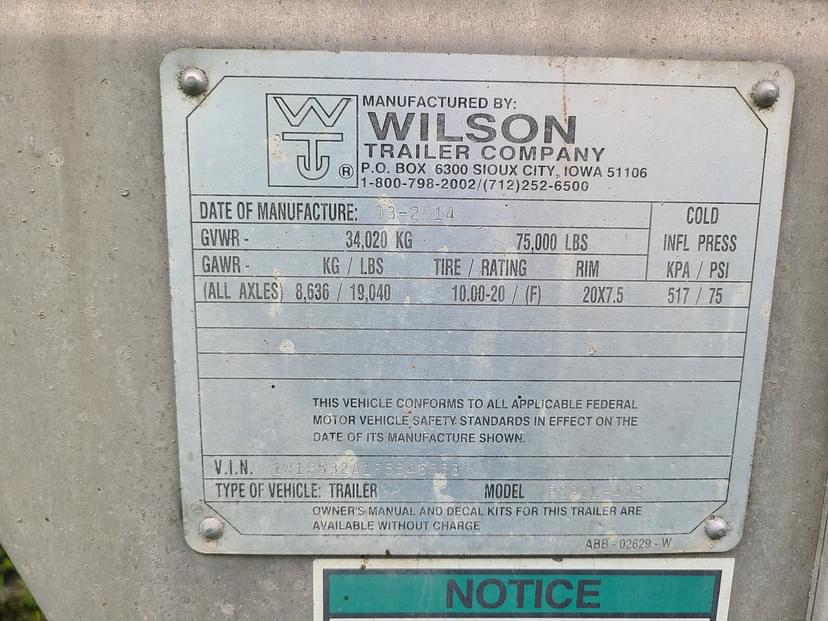 WT
®
MANUFACTURED BY:
WILSON
TRAILER COMPANY
P.O. BOX 6300 SIOUX CITY, IOWA 51106
1-800-798-2002/(712)252-6500
DATE OF MANUFACTURE: 03-2014
COLD
GVWR - 34,020 KG 75,000 LBS INFL PRESS
GAWR - KG / LBS TIRE / RATING RIM KPA / PSI
(ALL AXLES) 8,636 / 19,040 10.00-20 / (F) 20X7.5 517 / 75
THIS VEHICLE CONFORMS TO ALL APPLICABLE FEDERAL
MOTOR VEHICLE SAFETY STANDARDS IN EFFECT ON THE
DATE OF ITS MANUFACTURE SHOWN.
V.I.N.
TYPE OF VEHICLE: TRAILER MODEL
OWNER'S MANUAL AND DECAL KITS FOR THIS TRAILER ARE
AVAILABLE WITHOUT CHARGE
ABB - 02629 - W
NOTICE